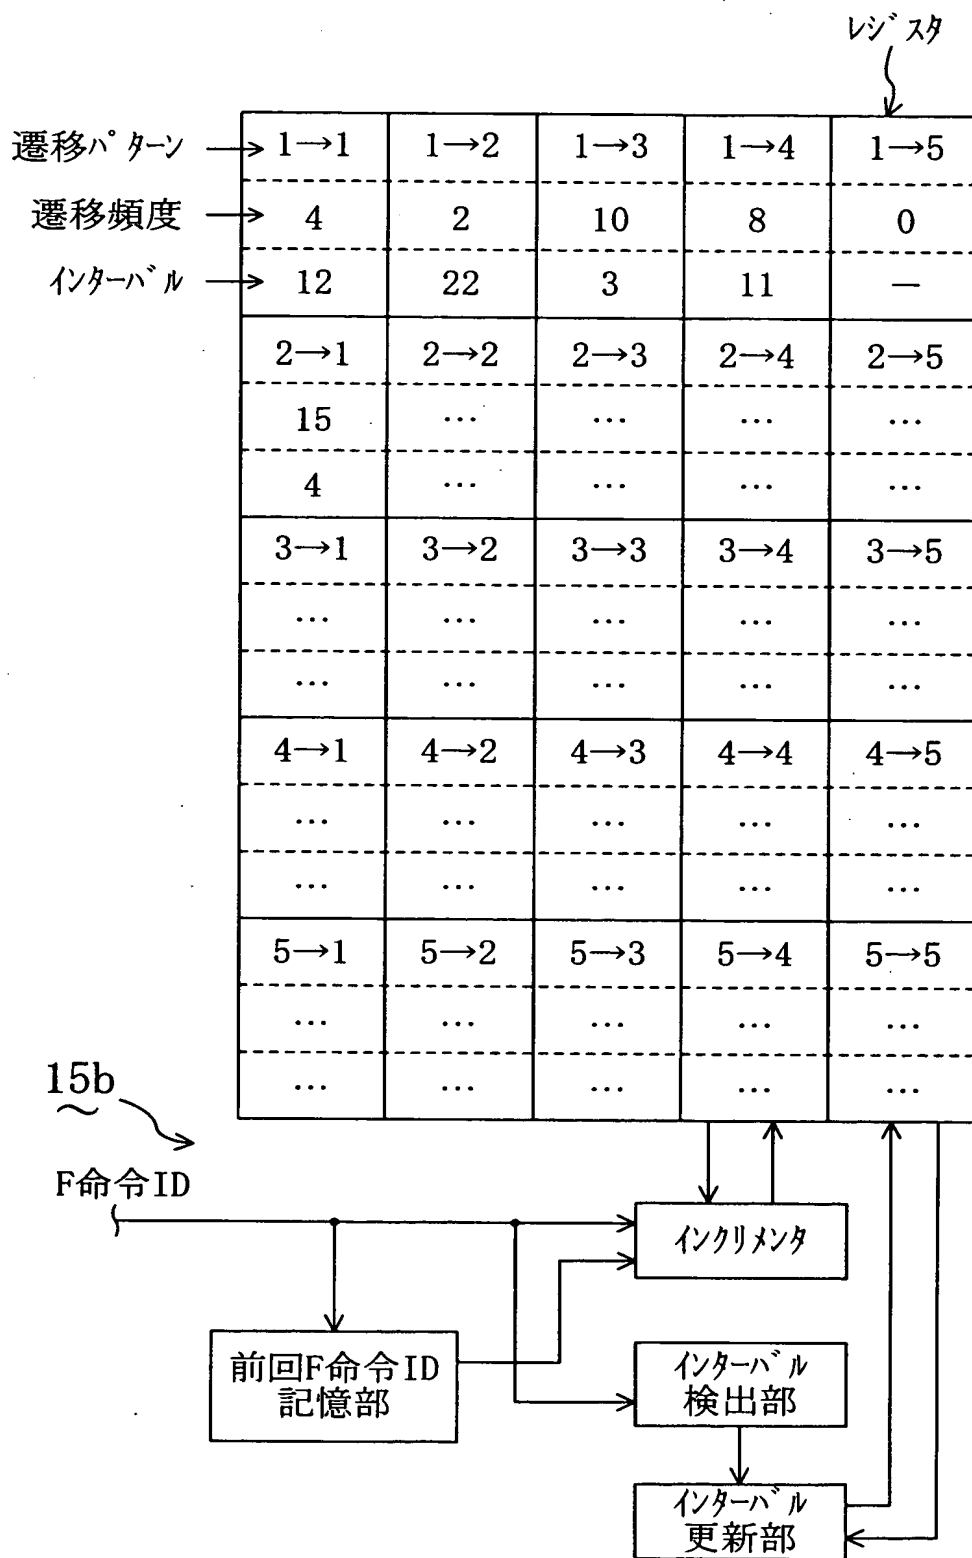 レジスタ
遷移パターン 1→1 1→2 1→3 1→4 1→5
遷移頻度 4 2 10 8 0
インターバル 12 22 3 11 —
2→1 2→2 2→3 2→4 2→5
15 … … … …
4 … … … …
3→1 3→2 3→3 3→4 3→5
… … … … …
… … … … …
4→1 4→2 4→3 4→4 4→5
… … … … …
… … … … …
5→1 5→2 5→3 5→4 5→5
… … … … …
… … … … …
15b
F命令ID
インクリメンタ
前回F命令ID
記憶部
インターバル
検出部
インターバル
更新部